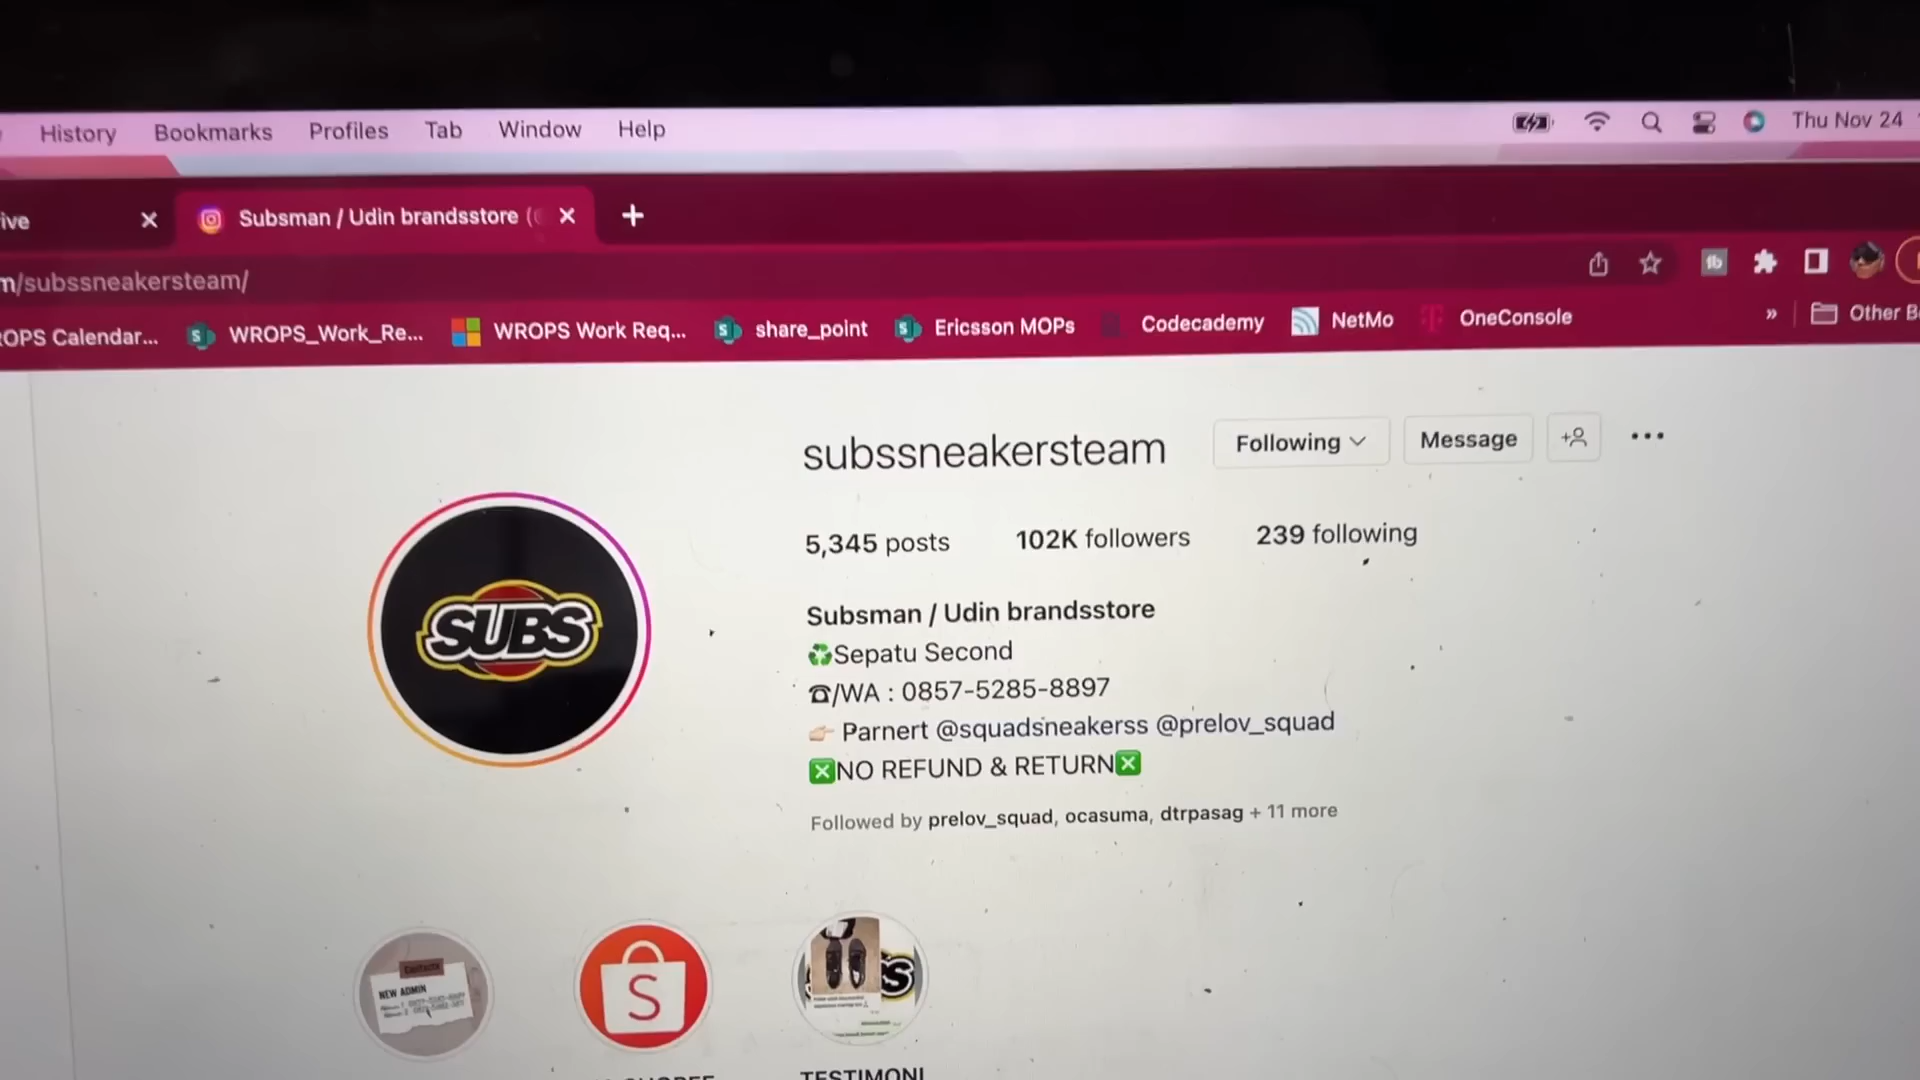 History Bookmarks Profiles Tab Window Help Thu Nov 24
ive Subsman / Udin brandsstore
m/subssneakersteam/
OPS Calendar... WROPS_Work_Re... WROPS Work Req... share_point Ericsson MOPs Codecademy NetMo OneConsole » Other B
subssneakersteam Following Message
5,345 posts 102K followers 239 following
SUBS
Subsman / Udin brandsstore
Sepatu Second
/WA : 0857-5285-8897
Parnert @squadsneakerss @prelov_squad
NO REFUND & RETURN
Followed by prelov_squad, ocasuma, dtrpasag + 11 more
NEW ADMIN
S
TESTIMONI